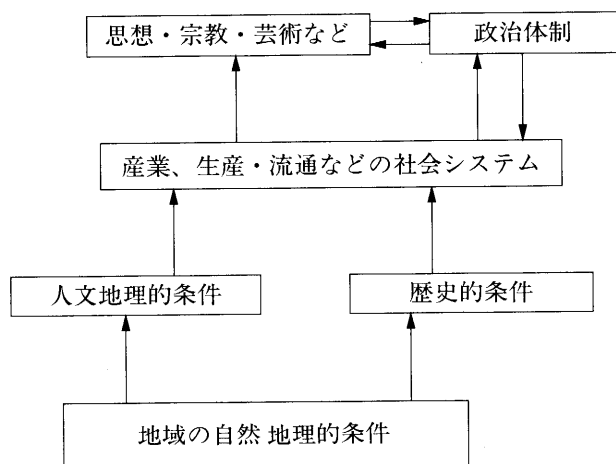 思想・宗教・芸術など
政治体制
産業、生産・流通などの社会システム
人文地理的条件
歴史的条件
地域の自然地理的条件